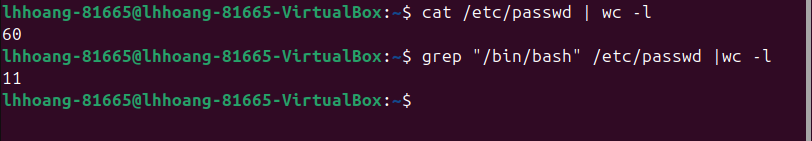 lhhoang-81665@lhhoang-81665-VirtualBox:~$ cat /etc/passwd | wc -l
60
lhhoang-81665@lhhoang-81665-VirtualBox:~$ grep "/bin/bash" /etc/passwd |wc -l
11
lhhoang-81665@lhhoang-81665-VirtualBox:~$